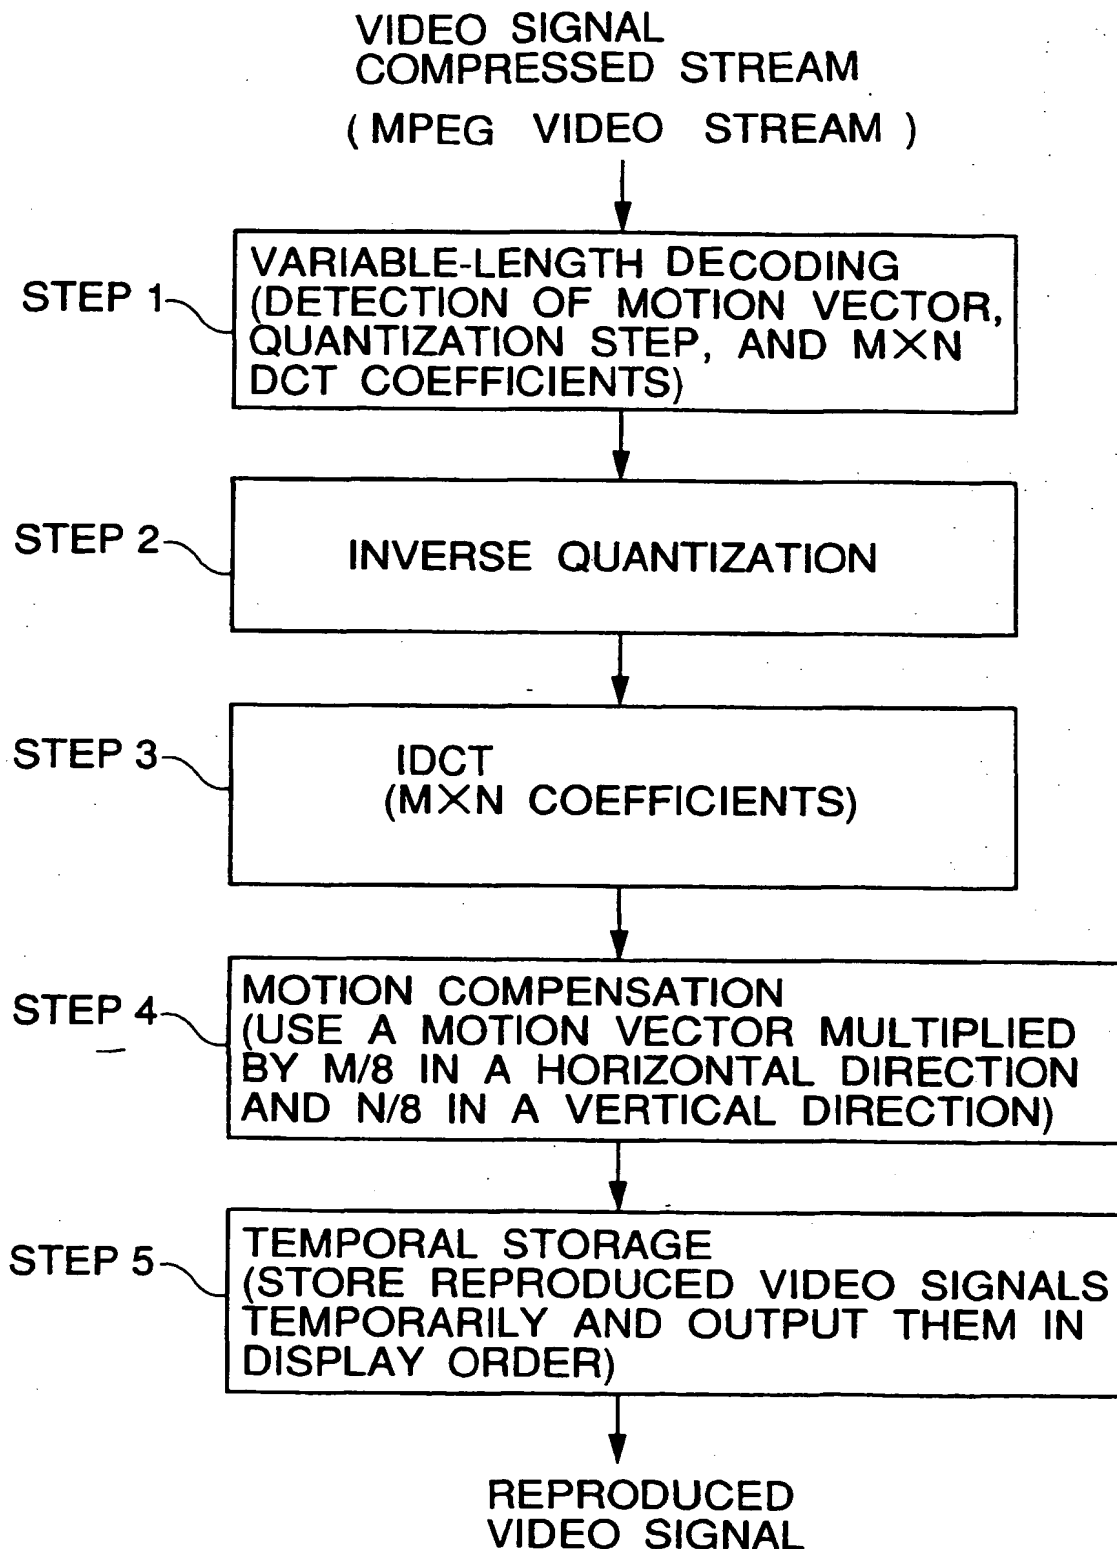 VIDEO SIGNAL
COMPRESSED STREAM
(MPEG VIDEO STREAM)
STEP 1
VARIABLE-LENGTH DECODING
(DETECTION OF MOTION VECTOR,
QUANTIZATION STEP, AND M×N
DCT COEFFICIENTS)
STEP 2
INVERSE QUANTIZATION
STEP 3
IDCT
(M×N COEFFICIENTS)
STEP 4
MOTION COMPENSATION
(USE A MOTION VECTOR MULTIPLIED
BY M/8 IN A HORIZONTAL DIRECTION
AND N/8 IN A VERTICAL DIRECTION)
STEP 5
TEMPORAL STORAGE
(STORE REPRODUCED VIDEO SIGNALS
TEMPORARILY AND OUTPUT THEM IN
DISPLAY ORDER)
REPRODUCED
VIDEO SIGNAL